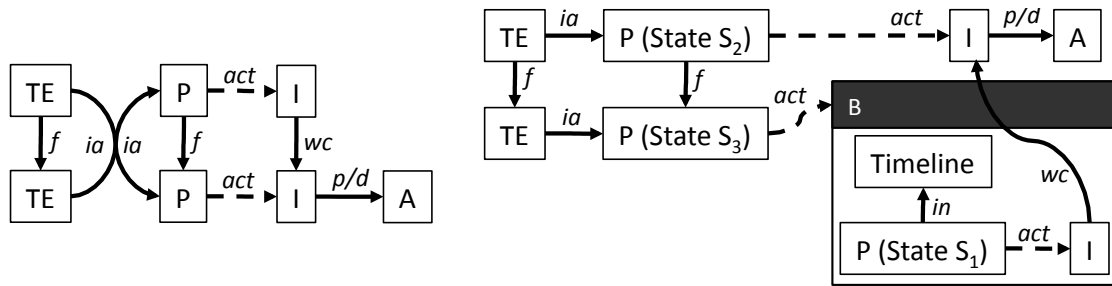 TE P act I
f ia ia f wc
TE P act I p/d A
TE ia P (State S₂) act I p/d A
f f
TE ia P (State S₃) act B
Timeline
in wc
P (State S₁) act I